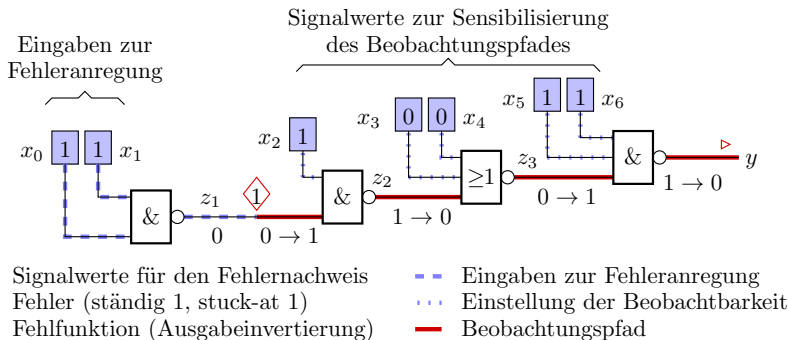 Signalwerte zur Sensibilisierung
des Beobachtungspfades
Eingaben zur
Fehleranregung
x₅ 1 1 x₆
x₃ 0 0 x₄
x₂ 1
x₀ 1 1 x₁
& z₁ 1 & z₂ ≥1 z₃ & y
0 0 → 1 1 → 0 0 → 1 1 → 0
Signalwerte für den Fehlernachweis
Fehler (ständig 1, stuck-at 1)
Fehlfunktion (Ausgabeinvertierung)
Eingaben zur Fehleranregung
Einstellung der Beobachtbarkeit
Beobachtungspfad